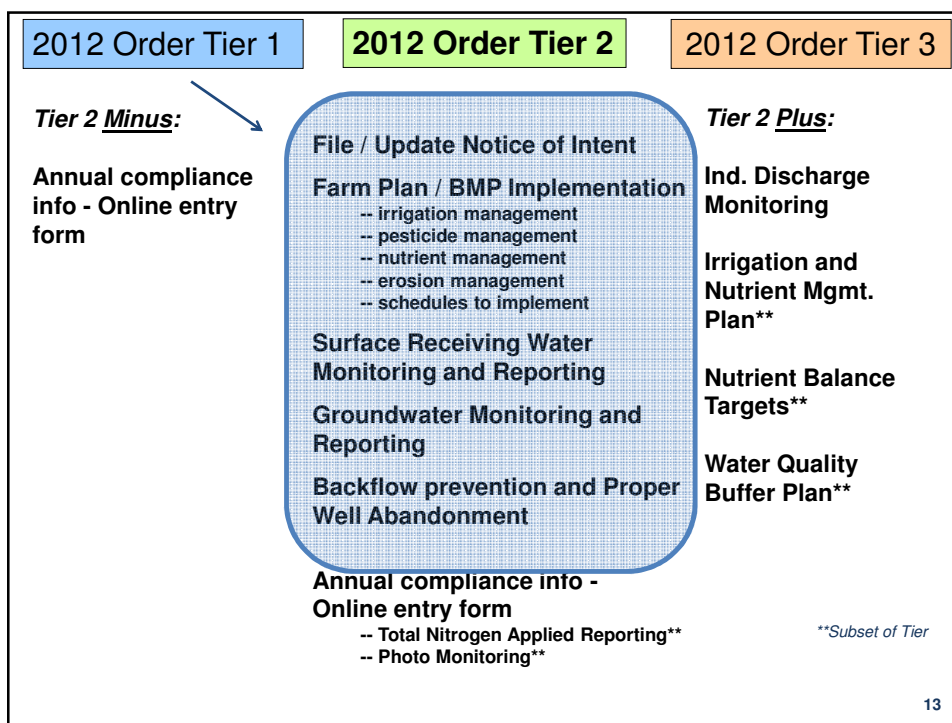 2012 Order Tier 1
2012 Order Tier 2
2012 Order Tier 3
Tier 2 Minus:
Annual compliance
info - Online entry
form
File / Update Notice of Intent
Farm Plan / BMP Implementation
-- irrigation management
-- pesticide management
-- nutrient management
-- erosion management
-- schedules to implement
Surface Receiving Water
Monitoring and Reporting
Groundwater Monitoring and
Reporting
Backflow prevention and Proper
Well Abandonment
Annual compliance info -
Online entry form
-- Total Nitrogen Applied Reporting**
-- Photo Monitoring**
Tier 2 Plus:
Ind. Discharge
Monitoring
Irrigation and
Nutrient Mgmt.
Plan**
Nutrient Balance
Targets**
Water Quality
Buffer Plan**
**Subset of Tier
13